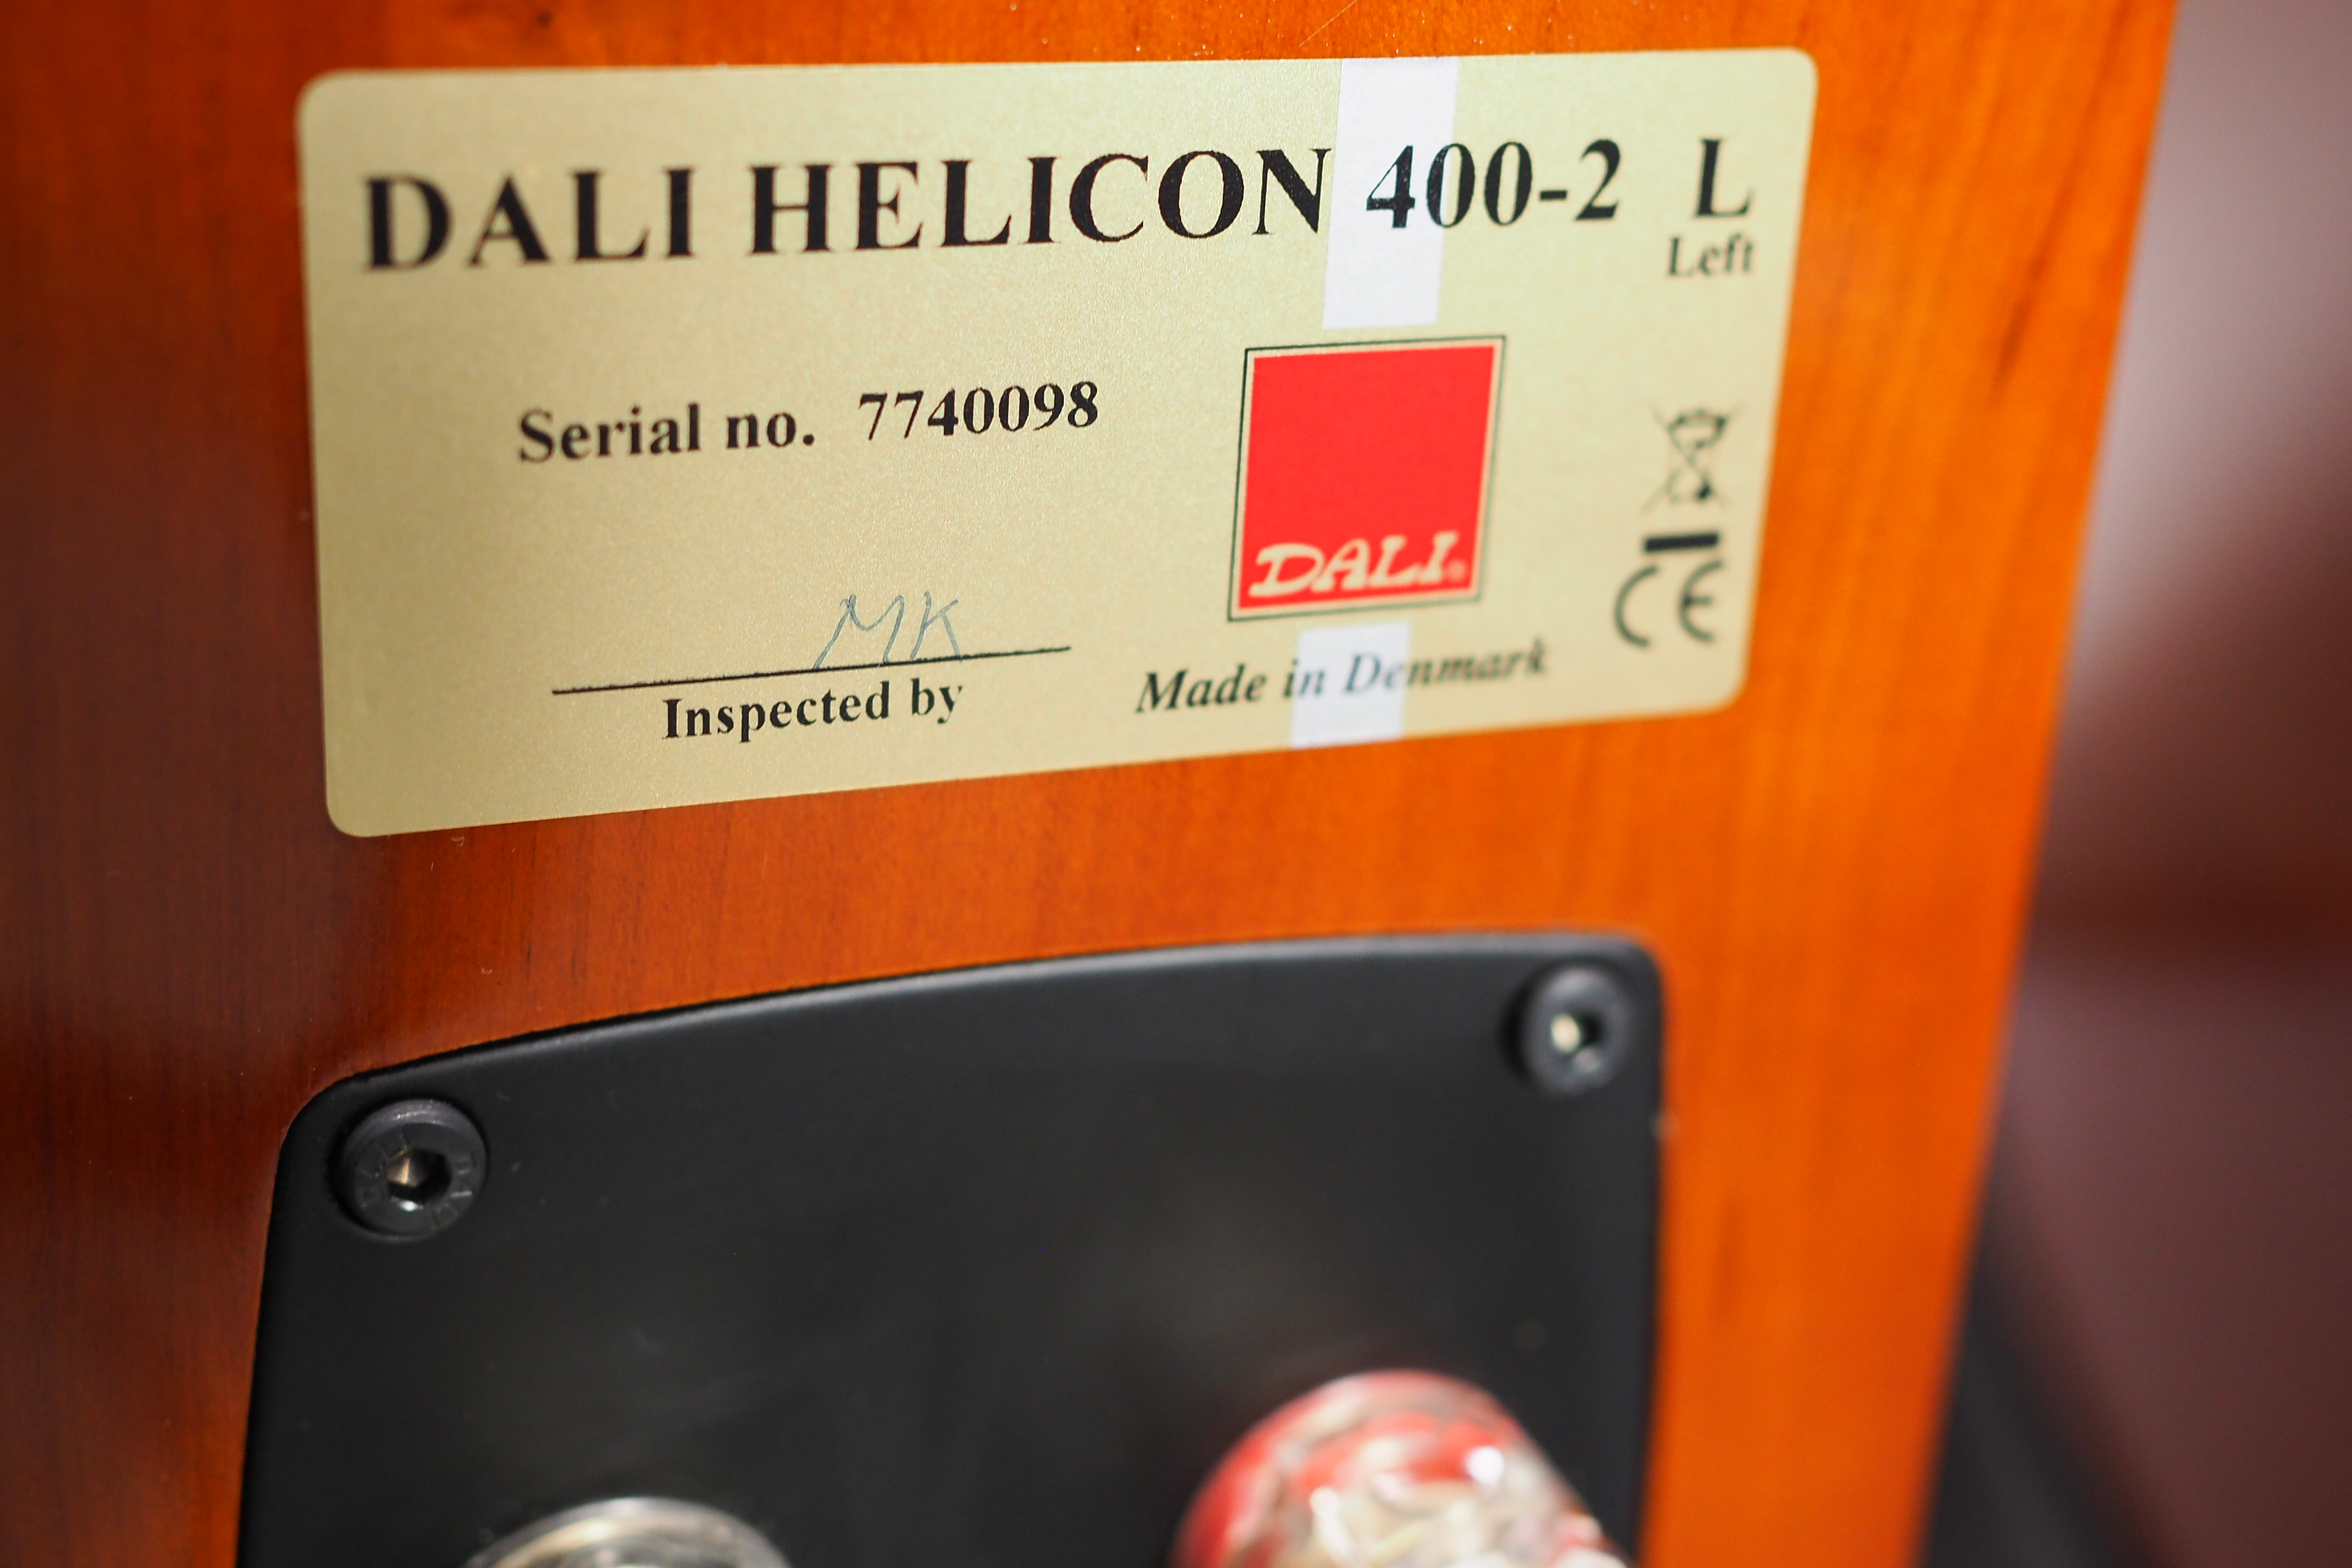 DALI HELICON 400-2 L
Left
Serial no. 7740098
DALI®
CE
MK
Inspected by
Made in Denmark